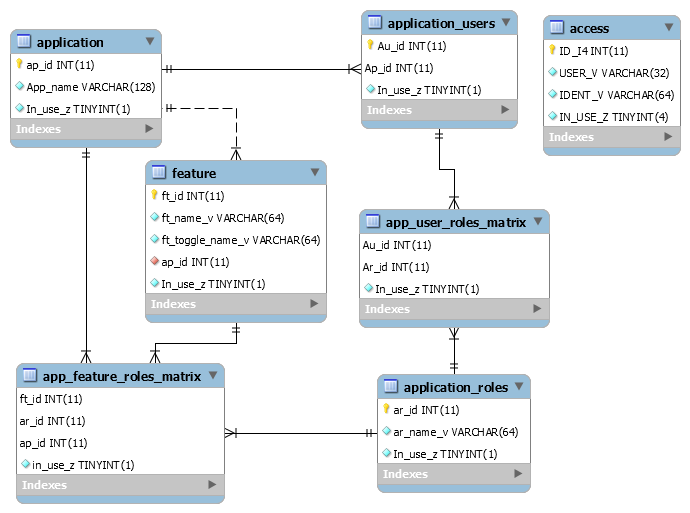 application
ap_id INT(11)
App_name VARCHAR(128)
In_use_z TINYINT(1)
Indexes
application_users
Au_id INT(11)
Ap_id INT(11)
In_use_z TINYINT(1)
Indexes
access
ID_I4 INT(11)
USER_V VARCHAR(32)
IDENT_V VARCHAR(64)
IN_USE_Z TINYINT(4)
Indexes
feature
ft_id INT(11)
ft_name_v VARCHAR(64)
ft_toggle_name_v VARCHAR(64)
ap_id INT(11)
In_use_z TINYINT(1)
Indexes
app_user_roles_matrix
Au_id INT(11)
Ar_id INT(11)
In_use_z TINYINT(1)
Indexes
app_feature_roles_matrix
ft_id INT(11)
ar_id INT(11)
ap_id INT(11)
in_use_z TINYINT(1)
Indexes
application_roles
ar_id INT(11)
ar_name_v VARCHAR(64)
In_use_z TINYINT(1)
Indexes